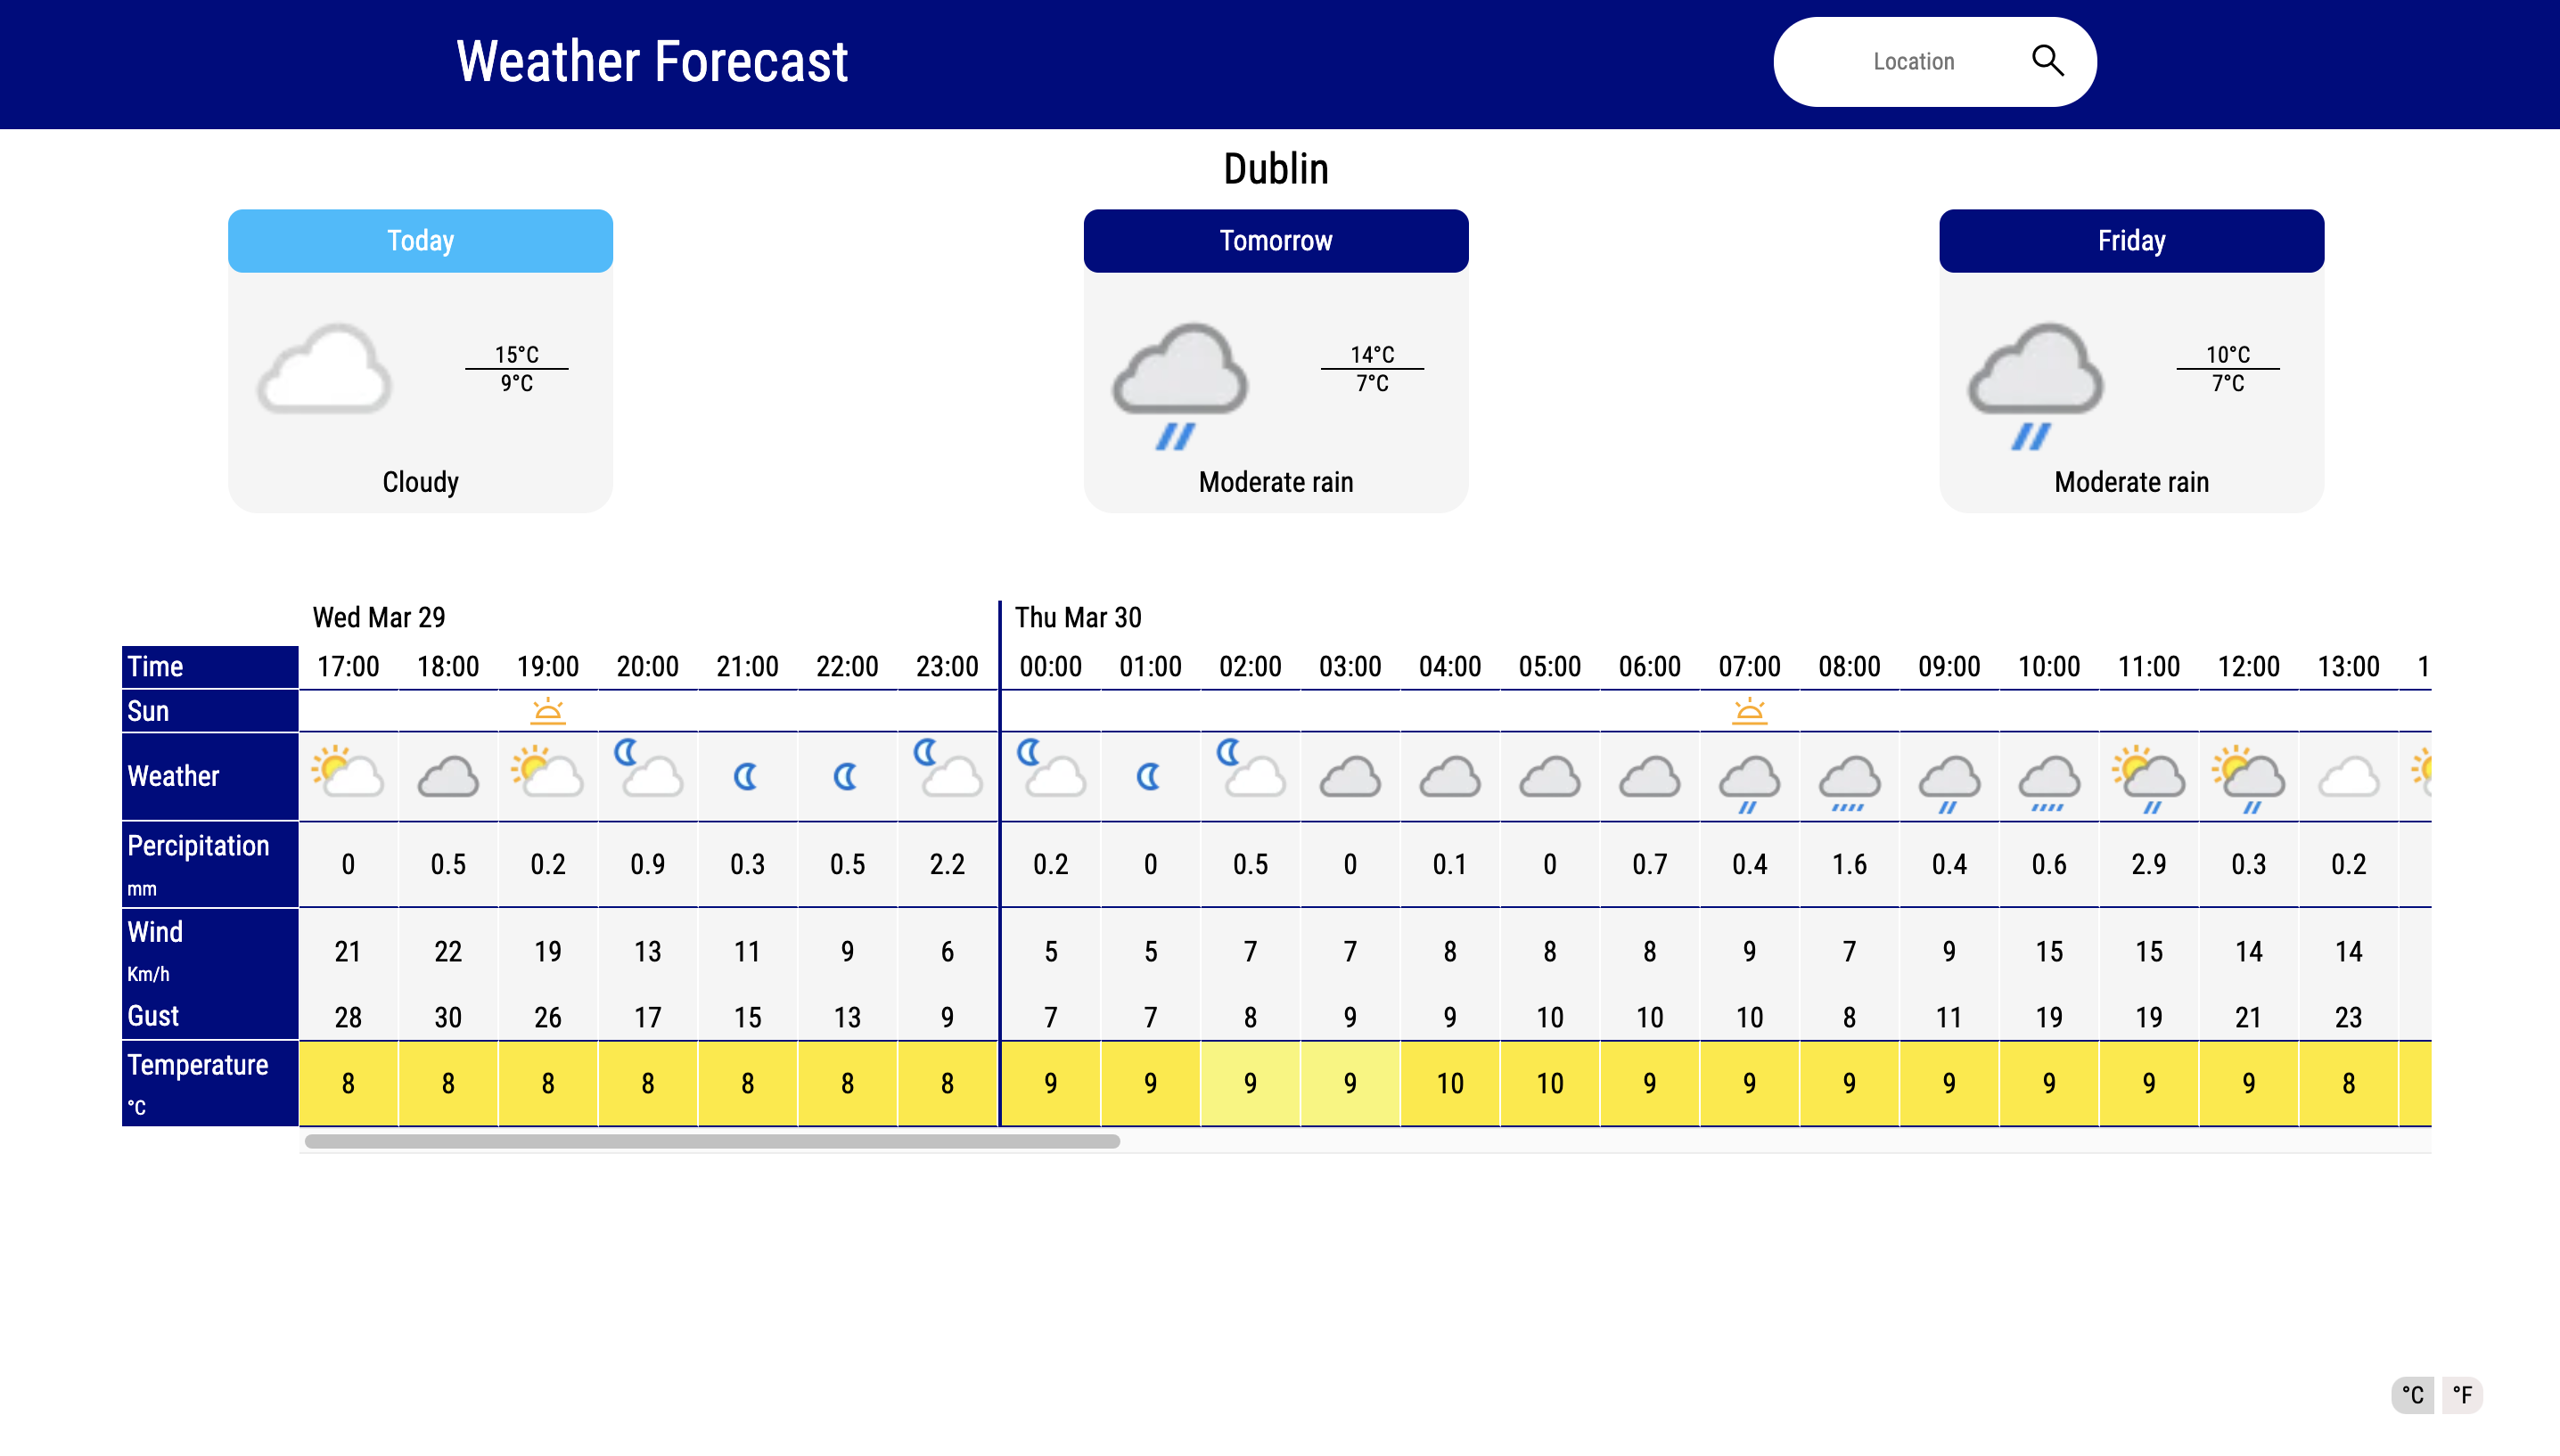 Weather Forecast
Location
Dublin
Today
15°C
9°C
Cloudy
Tomorrow
14°C
7°C
Moderate rain
Friday
10°C
7°C
Moderate rain
Wed Mar 29 Thu Mar 30
Time 17:00 18:00 19:00 20:00 21:00 22:00 23:00 00:00 01:00 02:00 03:00 04:00 05:00 06:00 07:00 08:00 09:00 10:00 11:00 12:00 13:00 1
Sun
Weather
Percipitation
mm
0 0.5 0.2 0.9 0.3 0.5 2.2 0.2 0 0.5 0 0.1 0 0.7 0.4 1.6 0.4 0.6 2.9 0.3 0.2
Wind
Km/h
21 22 19 13 11 9 6 5 5 7 7 8 8 8 9 7 9 15 15 14 14
Gust 28 30 26 17 15 13 9 7 7 8 9 9 10 10 10 8 11 19 19 21 23
Temperature
°C
8 8 8 8 8 8 8 9 9 9 9 10 10 9 9 9 9 9 9 9 8
°C °F